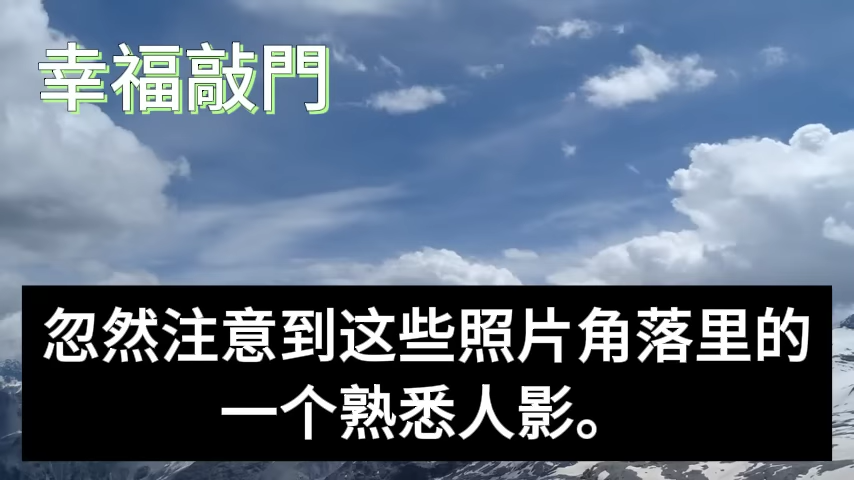 幸福敲門
忽然注意到这些照片角落里的
一个熟悉人影。